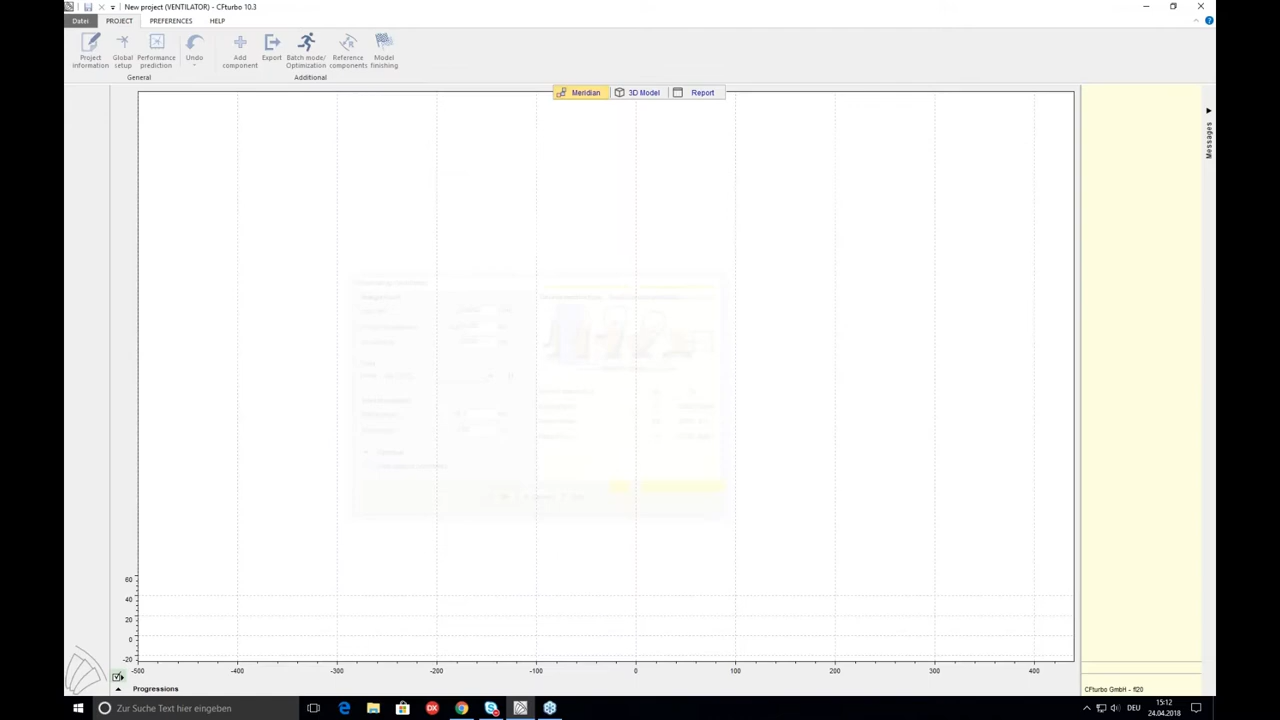 New project (VENTILATOR) - CFturbo 10.3
Datei PROJECT PREFERENCES HELP
Project information
Global setup
Performance prediction
Undo
Add component
Export
Batch mode/ Optimization
Reference components
Model finishing
General
Additional
Meridian
3D Model
Report
Messages
60
40
20
0
-20
-500 -400 -300 -200 -100 0 100 200 300 400
Progressions
CFturbo GmbH - fl20
Zur Suche Text hier eingeben
DX
DEU
15:12
24.04.2018